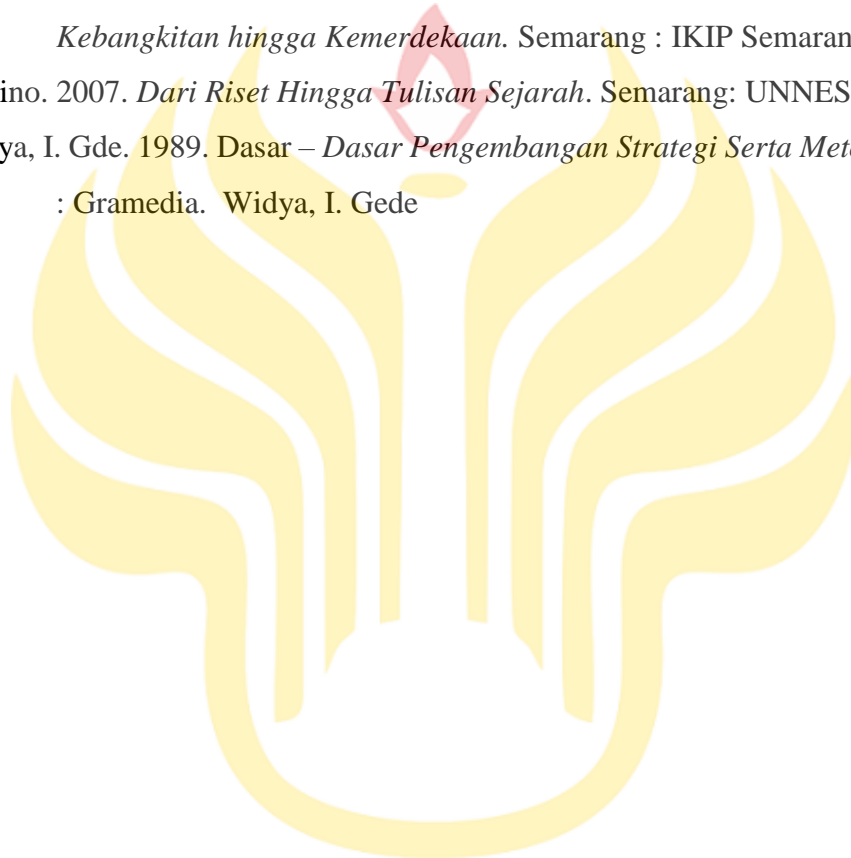 Kebangkitan hingga Kemerdekaan. Semarang : IKIP Semaran
ino. 2007. Dari Riset Hingga Tulisan Sejarah. Semarang: UNNES
ya, I. Gde. 1989. Dasar – Dasar Pengembangan Strategi Serta Met
: Gramedia. Widya, I. Gede